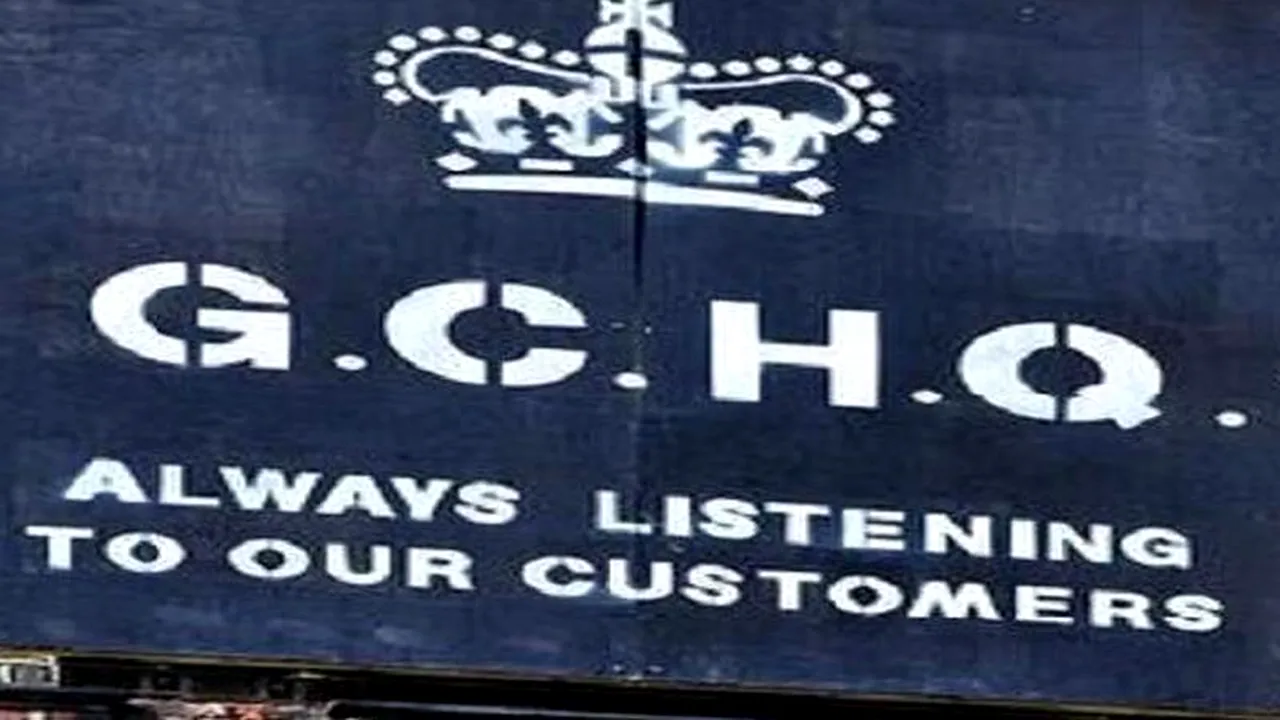 G.C.H.Q.
ALWAYS LISTENING
TO OUR CUSTOMERS